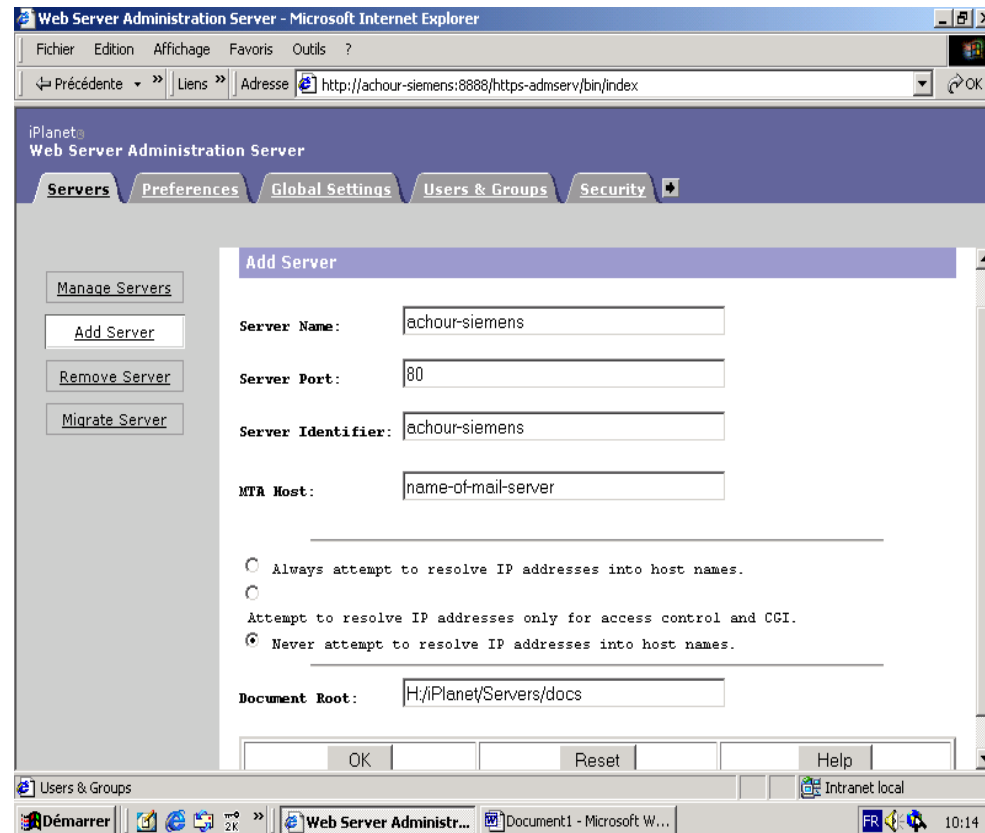 Web Server Administration Server - Microsoft Internet Explorer
Fichier Edition Affichage Favoris Outils ?
Précédente » Liens » Adresse http://achour-siemens:8888/https-admserv/bin/index OK
iPlanet
Web Server Administration Server
Servers Preferences Global Settings Users & Groups Security
Add Server
Manage Servers
Add Server
Remove Server
Migrate Server
Server Name: achour-siemens
Server Port: 80
Server Identifier: achour-siemens
MTA Host: name-of-mail-server
Always attempt to resolve IP addresses into host names.
Attempt to resolve IP addresses only for access control and CGI.
Never attempt to resolve IP addresses into host names.
Document Root: H:/iPlanet/Servers/docs
OK Reset Help
Users & Groups Intranet local
Démarrer 2K » Web Server Administr... Document1 - Microsoft W... FR 10:14